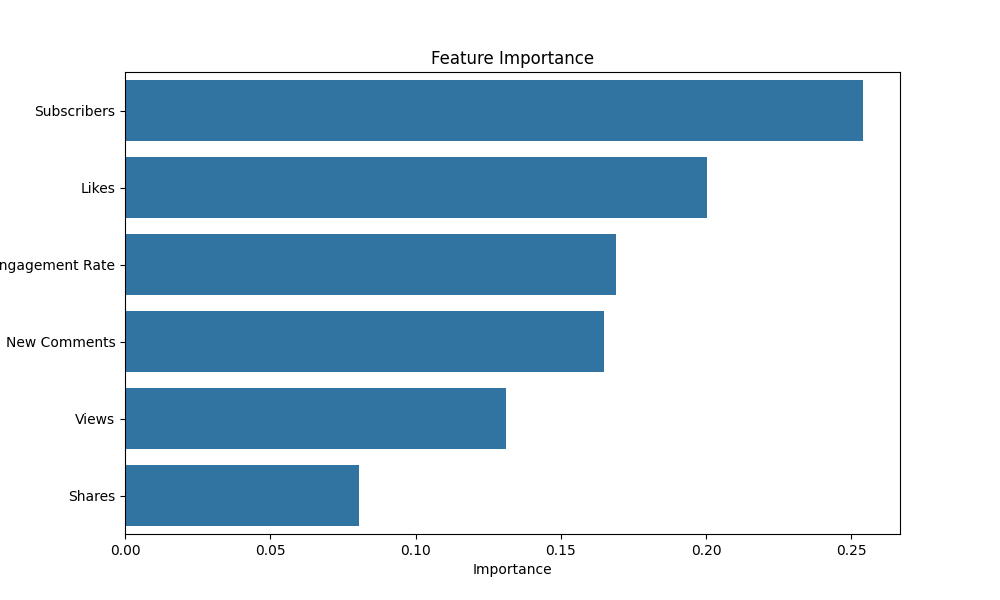 Feature Importance
Subscribers
Likes
ngagement Rate
New Comments
Views
Shares
0.00 0.05 0.10 0.15 0.20 0.25
Importance